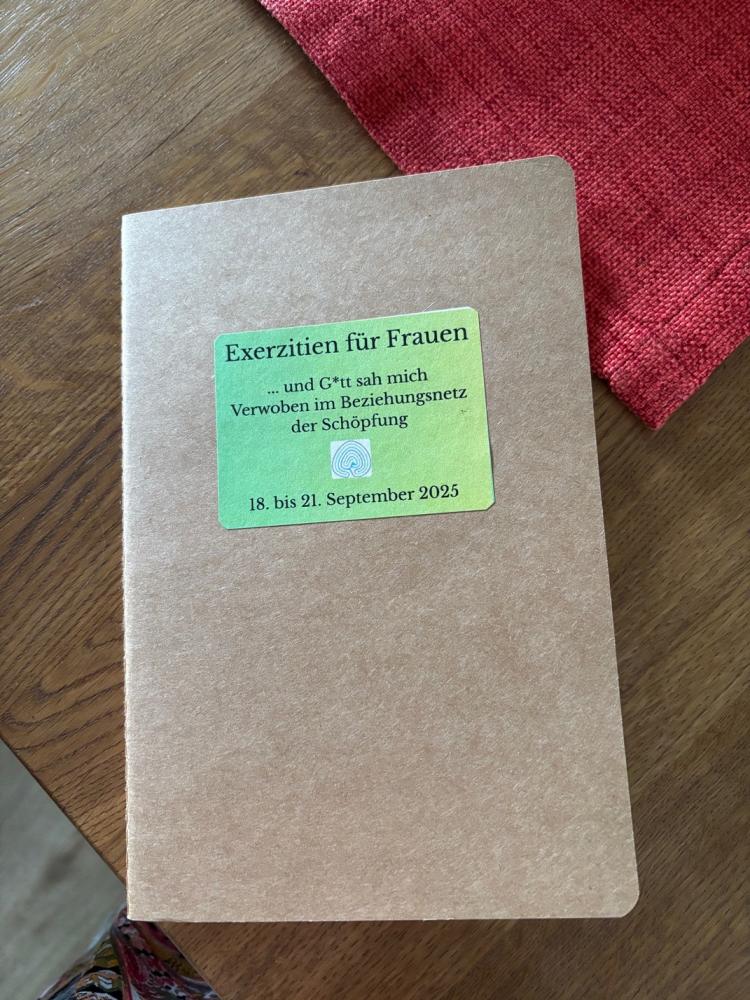 Exerzitien für Frauen
... und G*tt sah mich
Verwoben im Beziehungsnetz
der Schöpfung
18. bis 21. September 2025